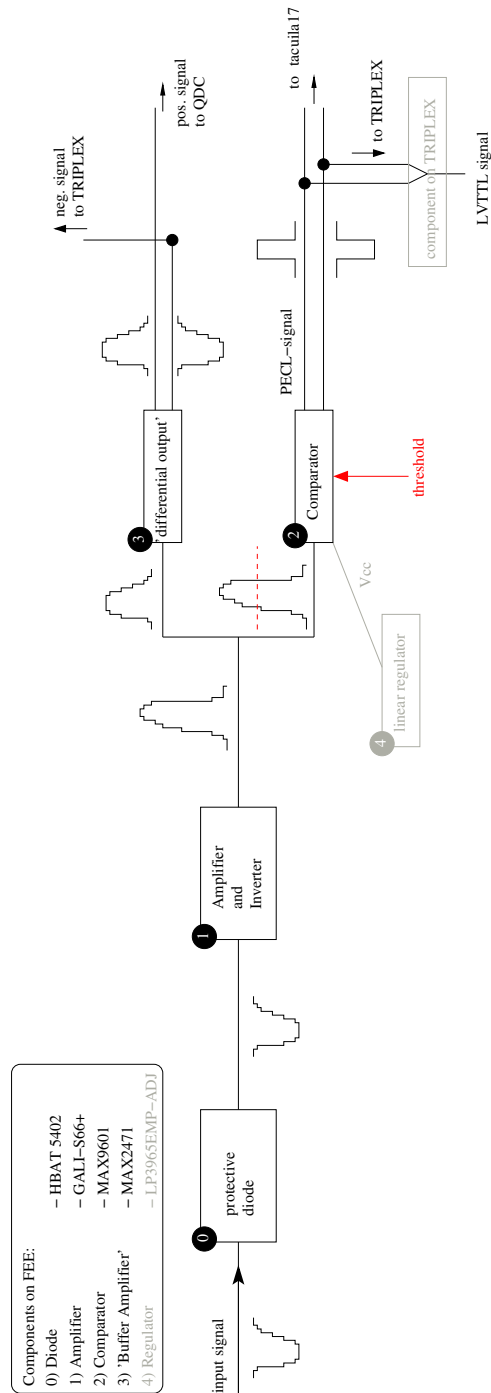 Components on FEE:
0) Diode – HBAT 5402
1) Amplifier – GALI–S66+
2) Comparator – MAX9601
3) 'Buffer Amplifier' – MAX2471
4) Regulator – LP3965EMP–ADJ
input signal
0
protective
diode
1
Amplifier
and
Inverter
3
'differential output'
neg. signal
to TRIPLEX
pos. signal
to QDC
2
Comparator
PECL–signal
threshold
to tacuila17
to TRIPLEX
component on TRIPLEX
LVTTL signal
Vcc
4
linear regulator